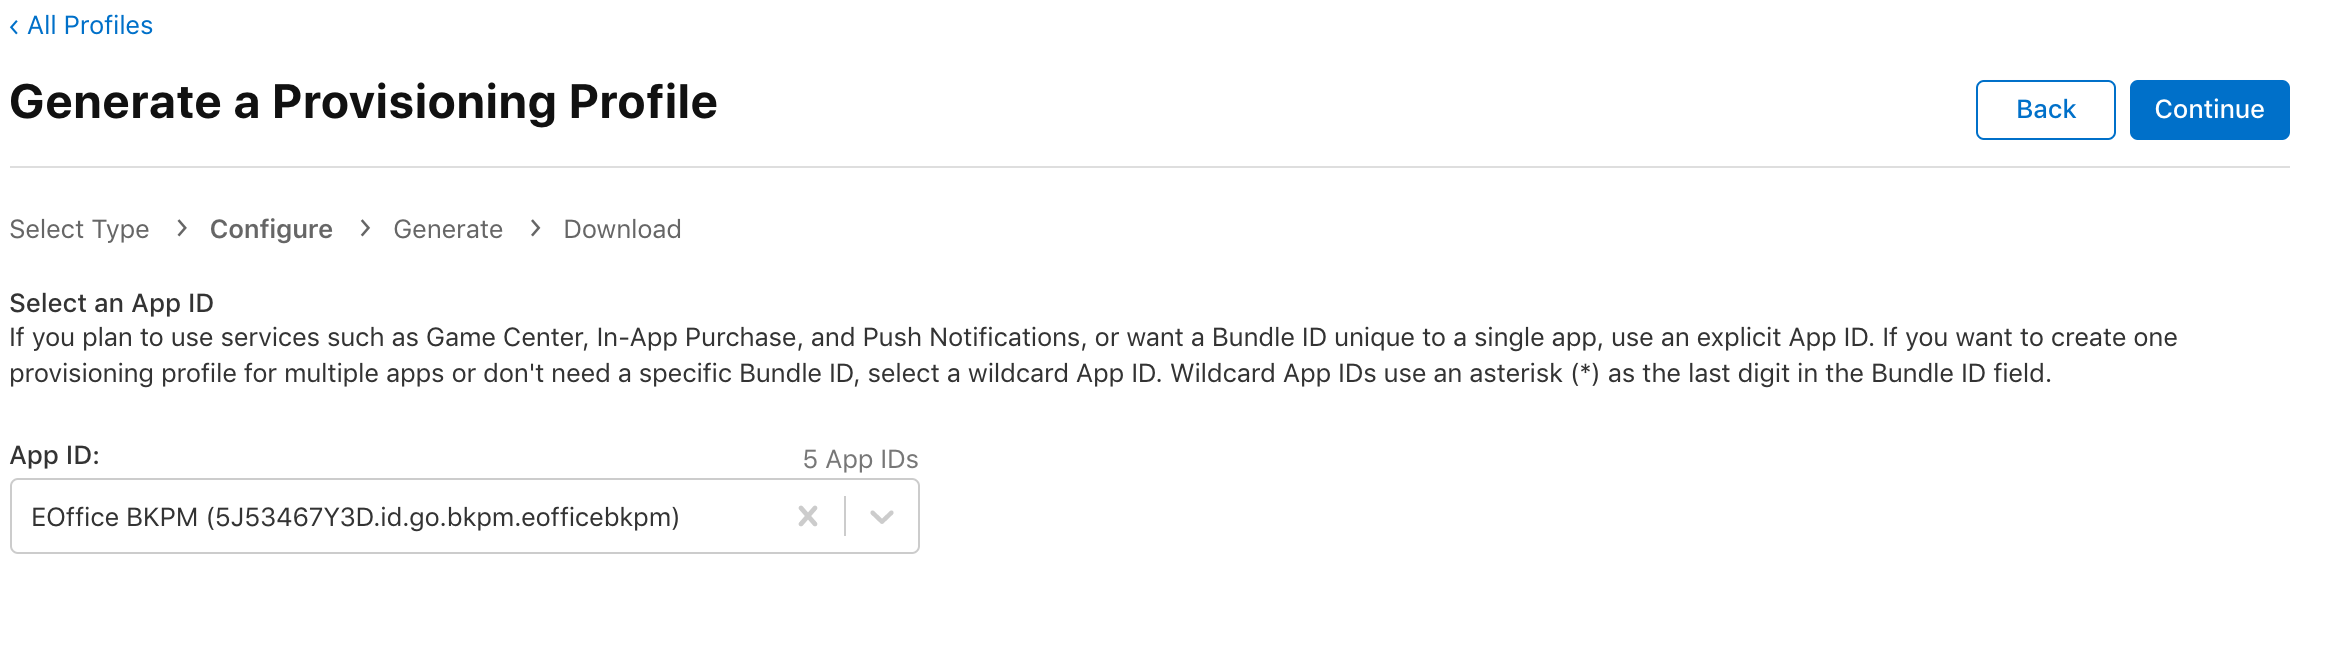 ‹ All Profiles
Generate a Provisioning Profile
Back
Continue
Select Type > Configure > Generate > Download
Select an App ID
If you plan to use services such as Game Center, In-App Purchase, and Push Notifications, or want a Bundle ID unique to a single app, use an explicit App ID. If you want to create one
provisioning profile for multiple apps or don't need a specific Bundle ID, select a wildcard App ID. Wildcard App IDs use an asterisk (*) as the last digit in the Bundle ID field.
App ID:
5 App IDs
EOffice BKPM (5J53467Y3D.id.go.bkpm.eofficebkpm)